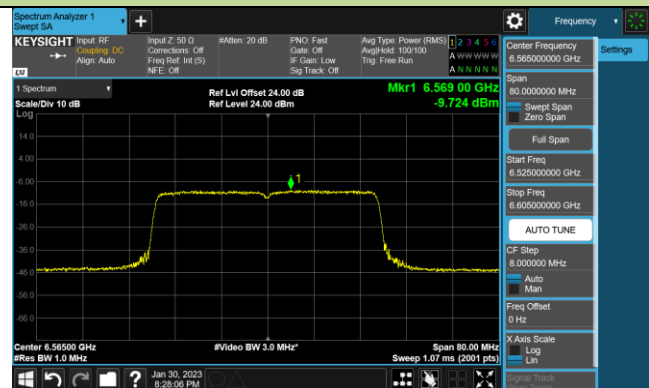 Spectrum Analyzer 1
Swept SA
Frequency
KEYSIGHT
Input: RF
Coupling: DC
Align: Auto
Input Z: 50 Ω
Corrections: Off
Freq Ref: Int (S)
NFE: Off
#Atten: 20 dB
PNO: Fast
Gate: Off
IF Gain: Low
Sig Track: Off
Avg Type: Power (RMS)
Avg|Hold: 100/100
Trig: Free Run
1 2 3 4 5 6
A W W W W W
A N N N N N
LXI
1 Spectrum
Scale/Div 10 dB
Log
Ref Lvl Offset 24.00 dB
Ref Level 24.00 dBm
Mkr1 6.569 00 GHz
-9.724 dBm
14.0
4.00
-6.00
-16.0
-26.0
-36.0
-46.0
-56.0
-66.0
1
Center 6.56500 GHz
#Res BW 1.0 MHz
#Video BW 3.0 MHz*
Span 80.00 MHz
Sweep 1.07 ms (2001 pts)
Jan 30, 2023
8:28:06 PM
Center Frequency
6.565000000 GHz
Settings
Span
80.0000000 MHz
Swept Span
Zero Span
Full Span
Start Freq
6.525000000 GHz
Stop Freq
6.605000000 GHz
AUTO TUNE
CF Step
8.000000 MHz
Auto
Man
Freq Offset
0 Hz
X Axis Scale
Log
Lin
Signal Track